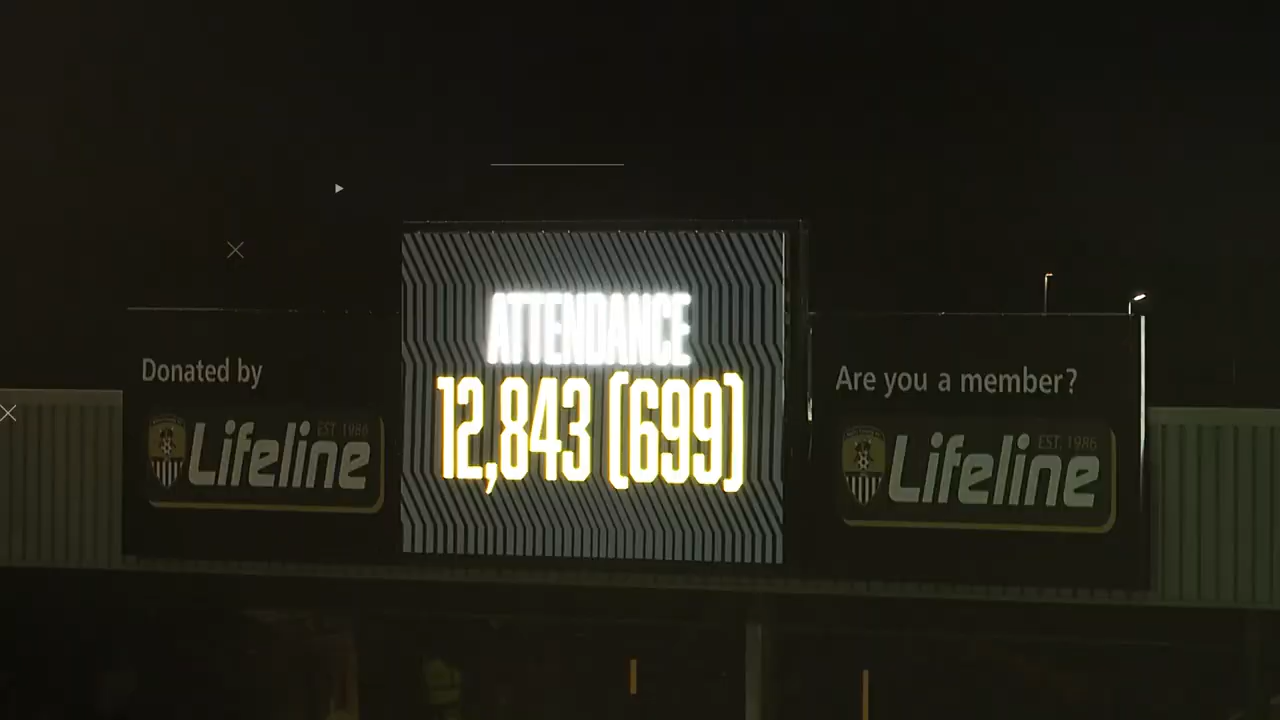 ATTENDANCE
12,843 (699)
Donated by
EST. 1986
Lifeline
Are you a member?
EST. 1986
Lifeline